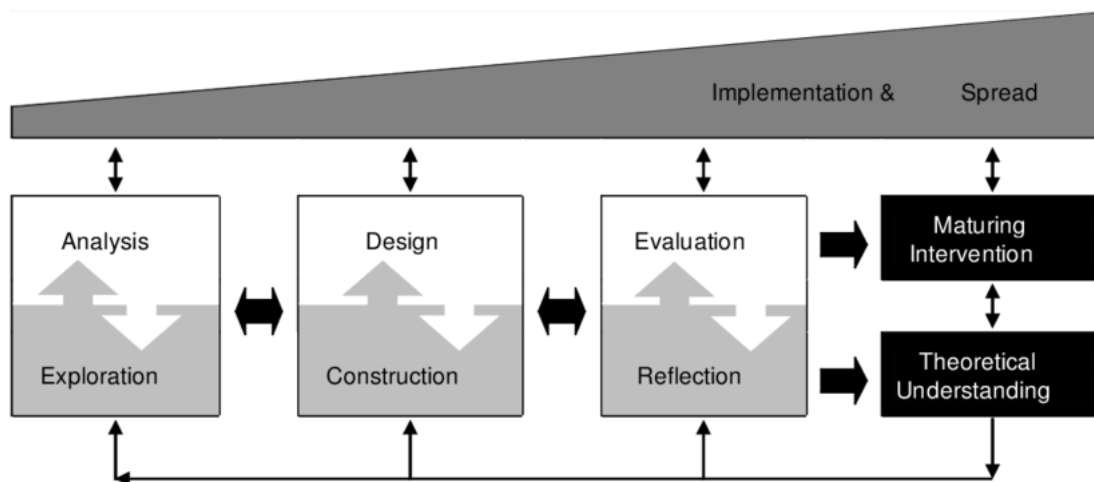 Implementation & Spread
Analysis
Exploration
Design
Construction
Evaluation
Reflection
Maturing
Intervention
Theoretical
Understanding